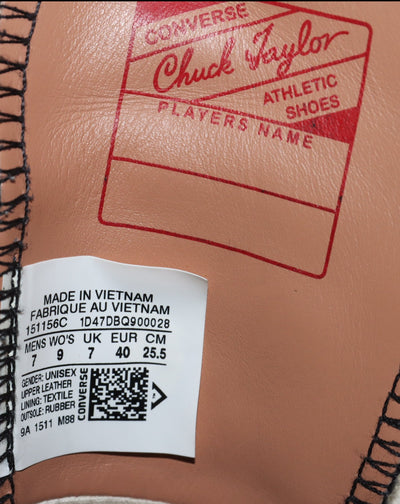 CONVERSE
Chuck Taylor
ATHLETIC
SHOES
PLAYERS NAME
MADE IN VIETNAM
FABRIQUE AU VIETNAM
151156C 1D47DBQ900028
MENS WO'S UK EUR CM
7 9 7 40 25.5
GENDER: UNISEX
UPPER LEATHER
LINING: TEXTILE
OUTSOLE: RUBBER
9A 1511 M88
CONVERSE